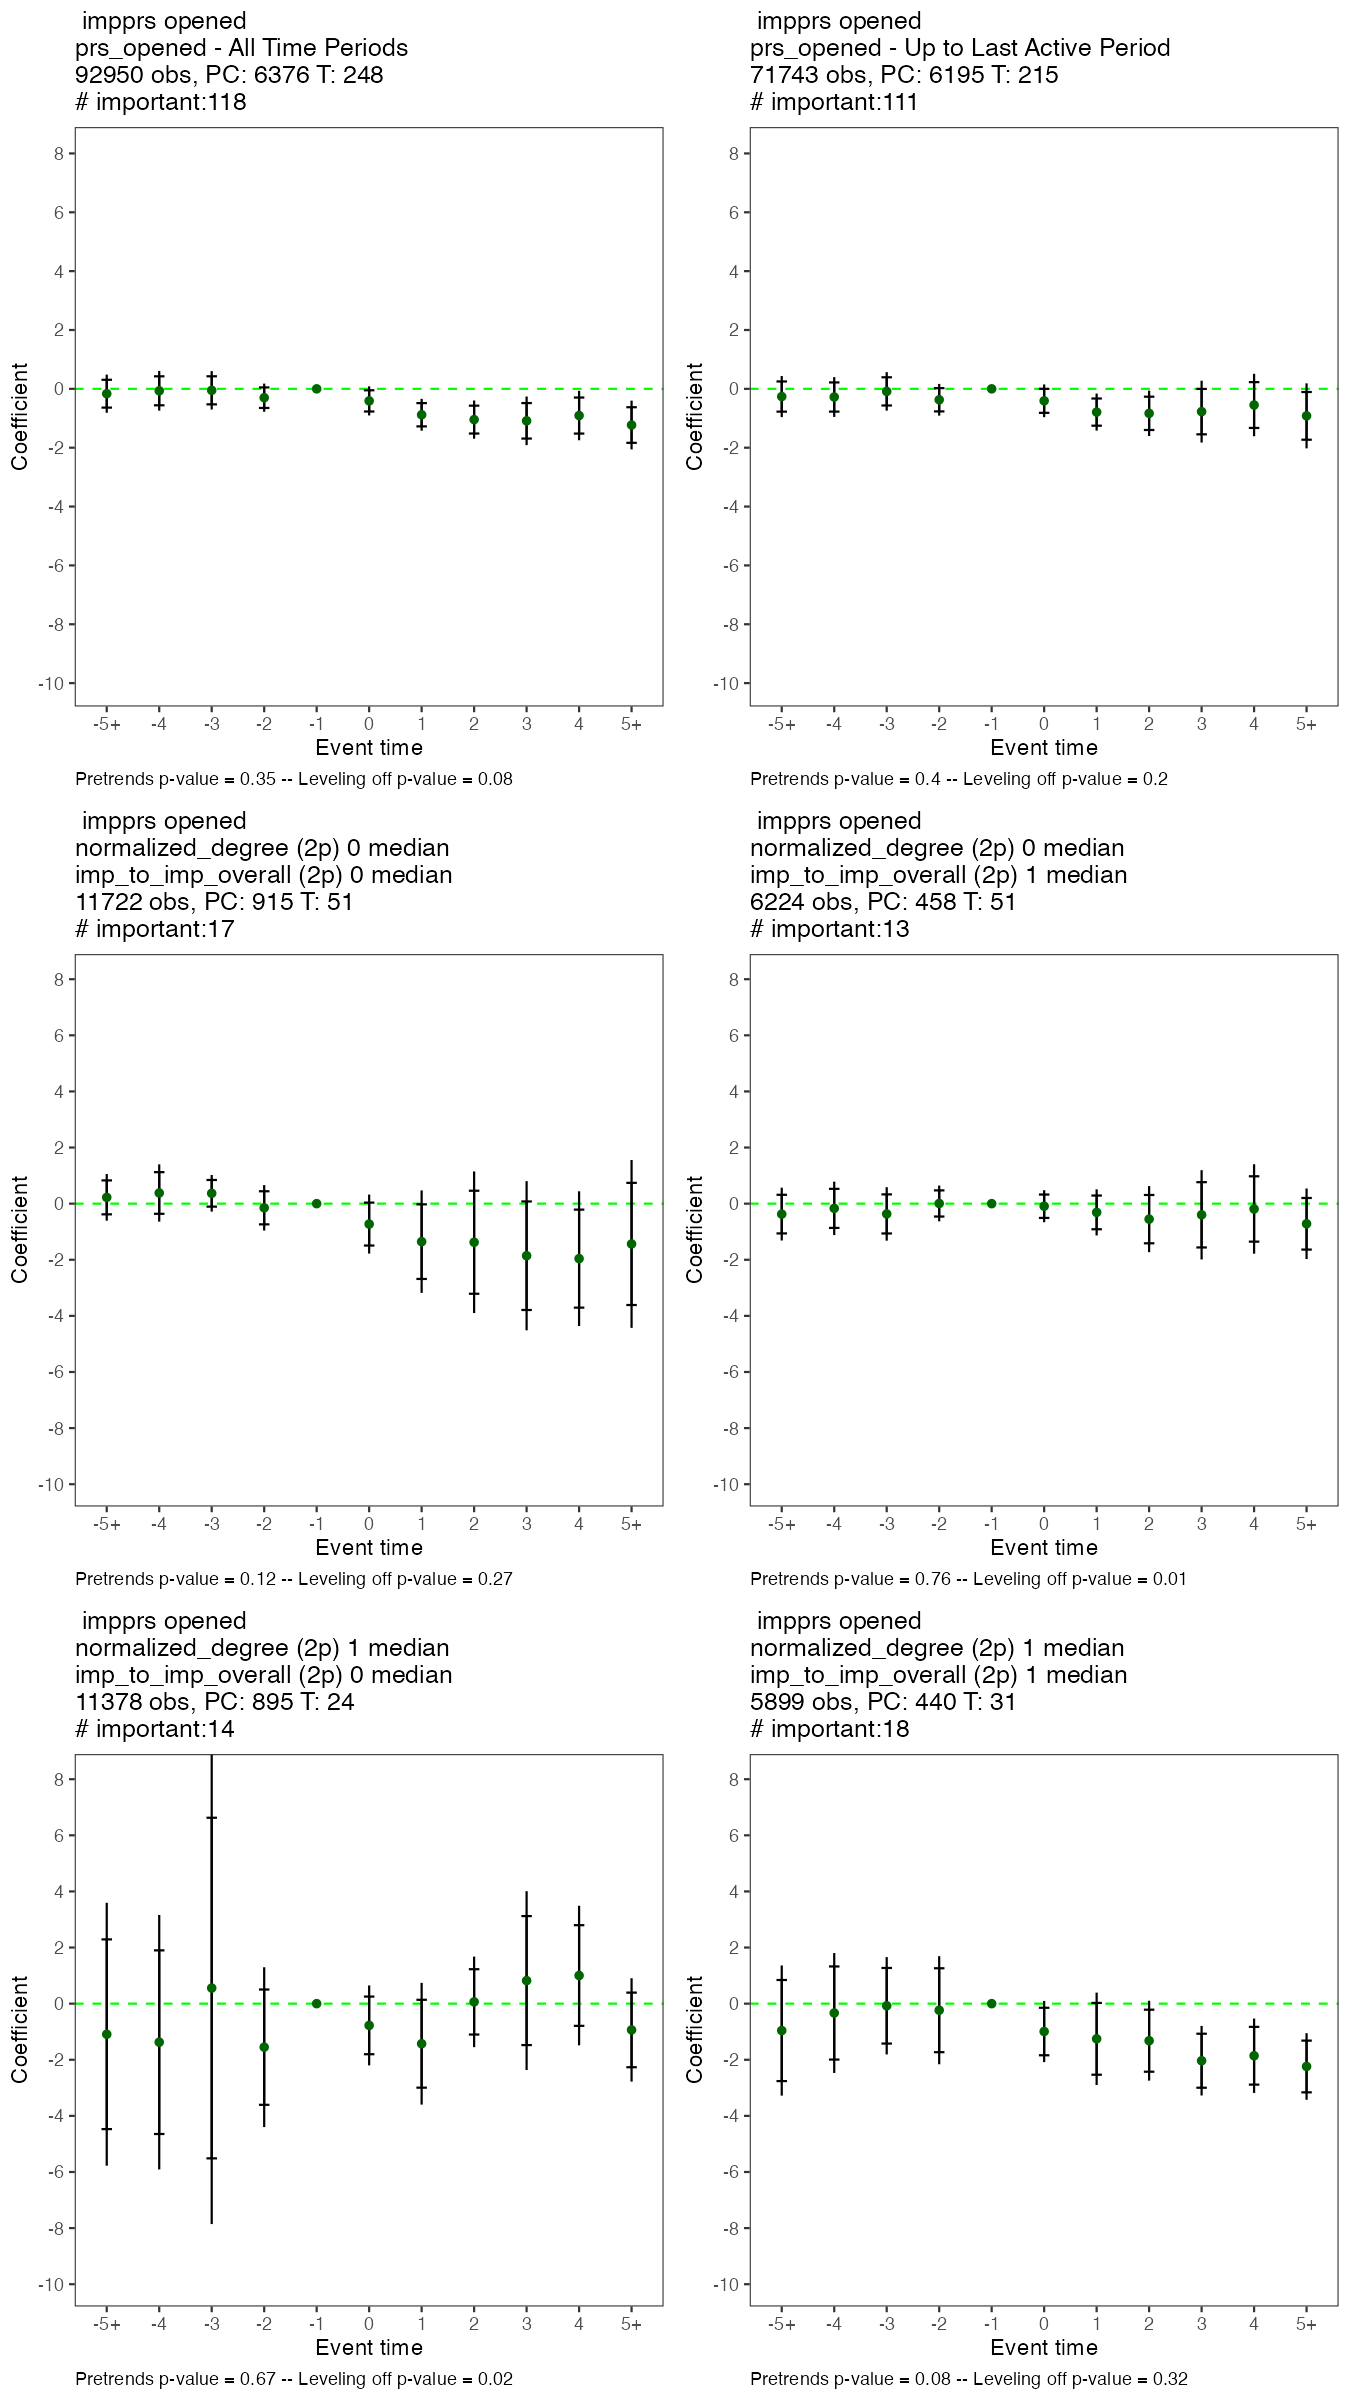 impprs opened
prs_opened - All Time Periods
92950 obs, PC: 6376 T: 248
# important:118
8
6
4
2
0
-2
-4
-6
-8
-10
Coefficient
-5+ -4 -3 -2 -1 0 1 2 3 4 5+
Event time
Pretrends p-value = 0.35 -- Leveling off p-value = 0.08
impprs opened
prs_opened - Up to Last Active Period
71743 obs, PC: 6195 T: 215
# important:111
8
6
4
2
0
-2
-4
-6
-8
-10
Coefficient
-5+ -4 -3 -2 -1 0 1 2 3 4 5+
Event time
Pretrends p-value = 0.4 -- Leveling off p-value = 0.2
impprs opened
normalized_degree (2p) 0 median
imp_to_imp_overall (2p) 0 median
11722 obs, PC: 915 T: 51
# important:17
8
6
4
2
0
-2
-4
-6
-8
-10
Coefficient
-5+ -4 -3 -2 -1 0 1 2 3 4 5+
Event time
Pretrends p-value = 0.12 -- Leveling off p-value = 0.27
impprs opened
normalized_degree (2p) 0 median
imp_to_imp_overall (2p) 1 median
6224 obs, PC: 458 T: 51
# important:13
8
6
4
2
0
-2
-4
-6
-8
-10
Coefficient
-5+ -4 -3 -2 -1 0 1 2 3 4 5+
Event time
Pretrends p-value = 0.76 -- Leveling off p-value = 0.01
impprs opened
normalized_degree (2p) 1 median
imp_to_imp_overall (2p) 0 median
11378 obs, PC: 895 T: 24
# important:14
8
6
4
2
0
-2
-4
-6
-8
-10
Coefficient
-5+ -4 -3 -2 -1 0 1 2 3 4 5+
Event time
Pretrends p-value = 0.67 -- Leveling off p-value = 0.02
impprs opened
normalized_degree (2p) 1 median
imp_to_imp_overall (2p) 1 median
5899 obs, PC: 440 T: 31
# important:18
8
6
4
2
0
-2
-4
-6
-8
-10
Coefficient
-5+ -4 -3 -2 -1 0 1 2 3 4 5+
Event time
Pretrends p-value = 0.08 -- Leveling off p-value = 0.32